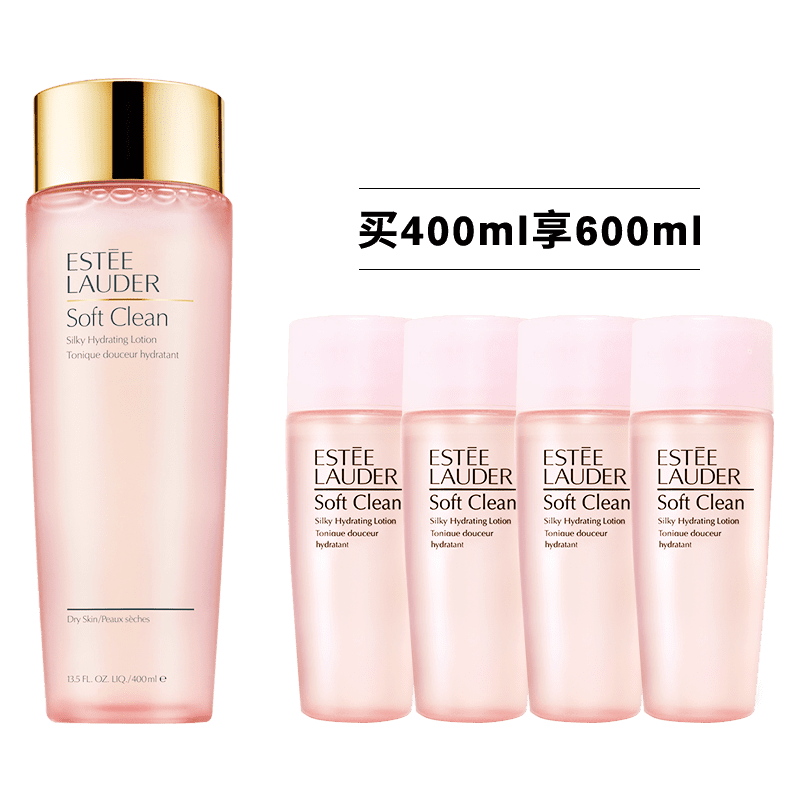 ESTĒE
LAUDER
Soft Clean
Silky Hydrating Lotion
Tonique douceur hydratant
Dry Skin/Peaux sèches
13.5 FL. OZ. LIQ./400ml ℮
买400ml享600ml
ESTĒE
LAUDER
Soft Clean
Silky Hydrating Lotion
Tonique douceur
hydratant
ESTĒE
LAUDER
Soft Clean
Silky Hydrating Lotion
Tonique douceur
hydratant
ESTĒE
LAUDER
Soft Clean
Silky Hydrating Lotion
Tonique douceur
hydratant
ESTĒE
LAUDER
Soft Clean
Silky Hydrating Lotion
Tonique douceur
hydratant